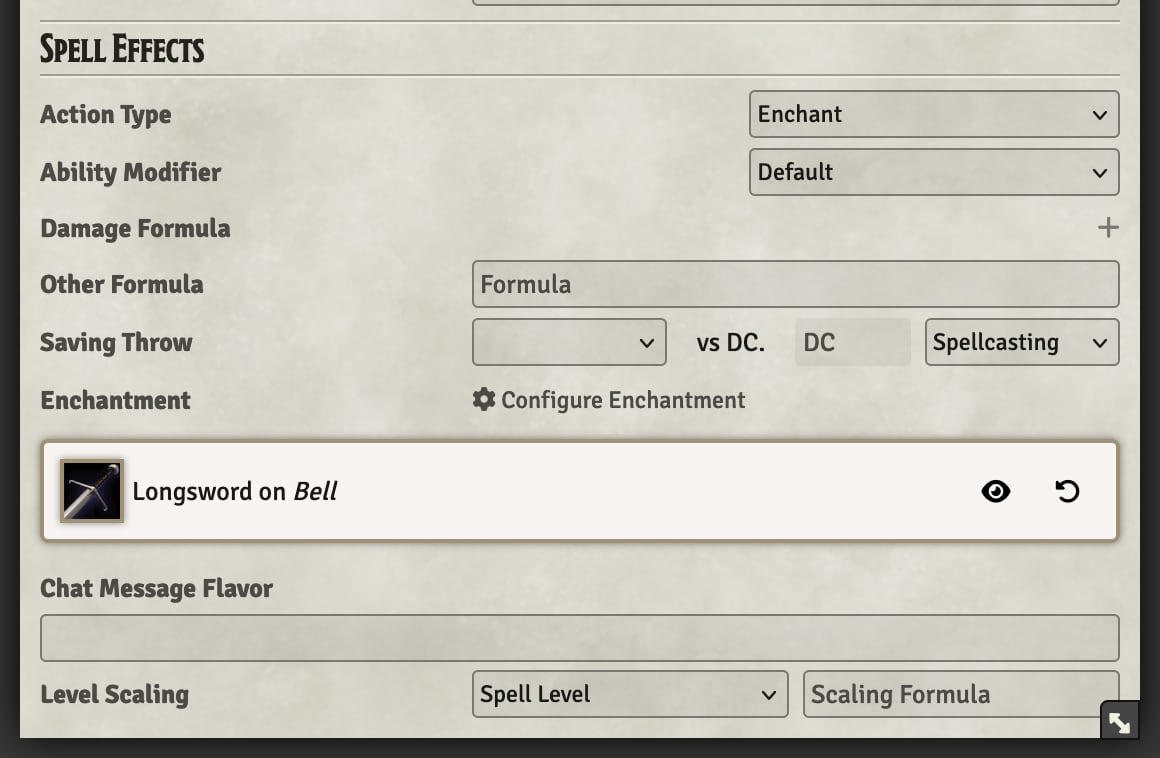 Spell Effects
Action Type Enchant
Ability Modifier Default
Damage Formula
Other Formula Formula
Saving Throw vs DC. DC Spellcasting
Enchantment Configure Enchantment
Longsword on Bell
Chat Message Flavor
Level Scaling Spell Level Scaling Formula